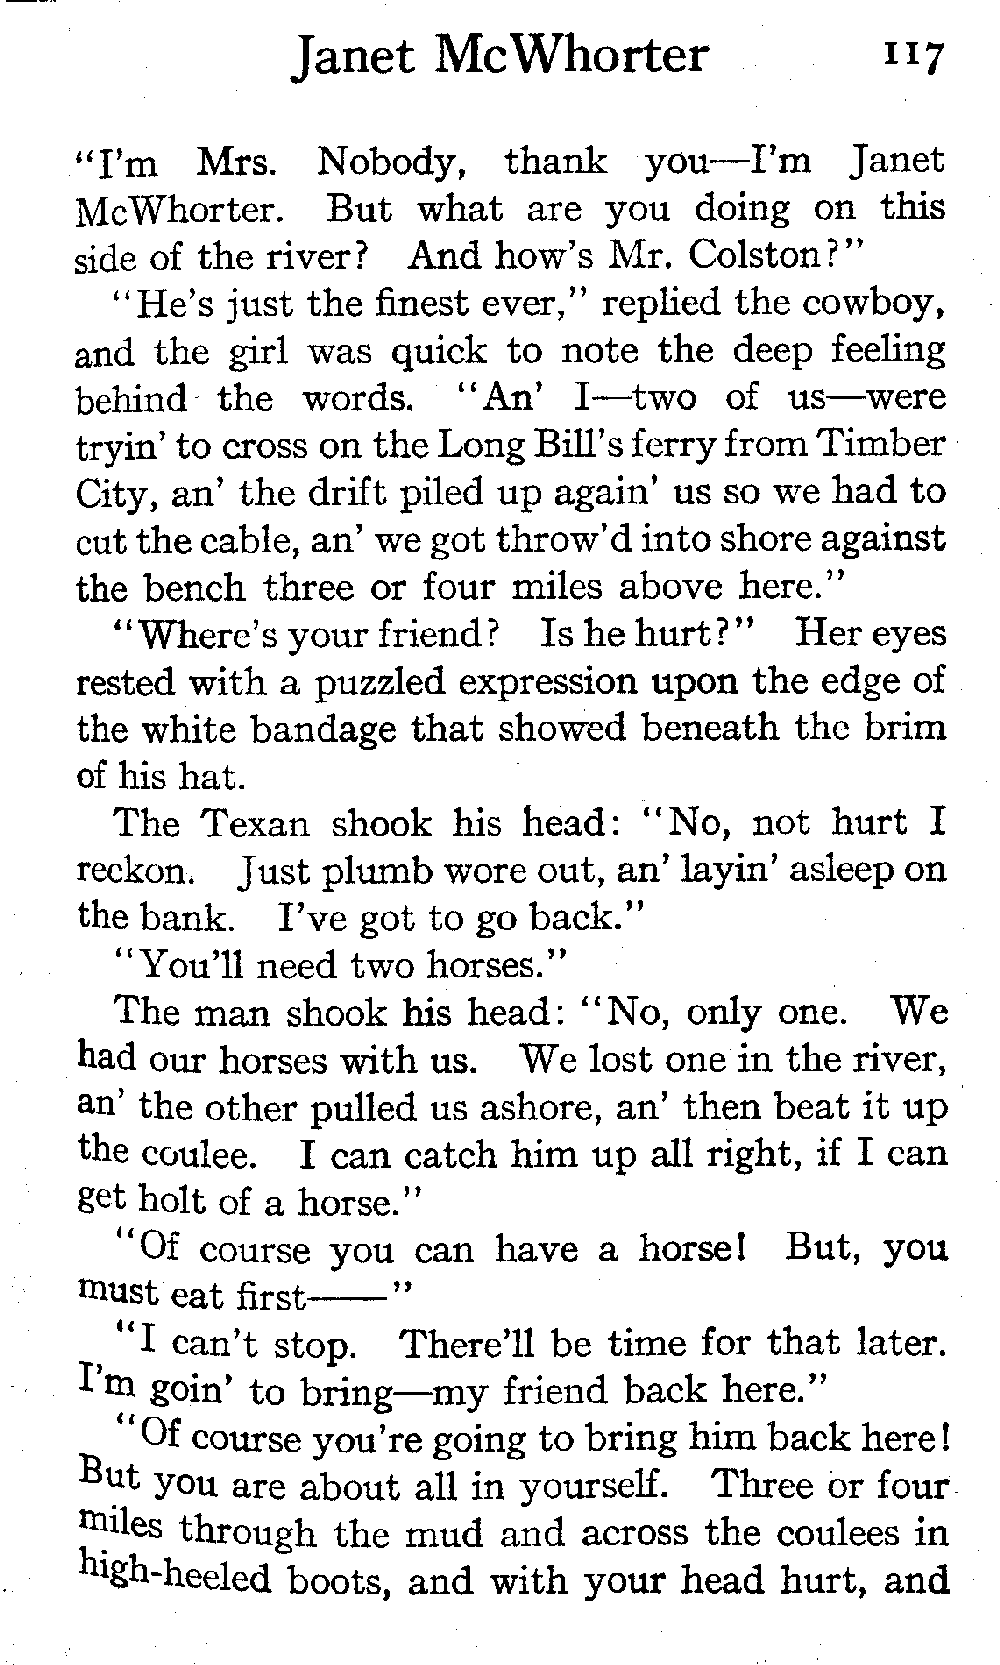 Janet McWhorter 117
“I'm Mrs. Nobody, thank you—I'm Janet
McWhorter. But what are you doing on this
side of the river? And how's Mr. Colston?”
“He's just the finest ever,” replied the cowboy,
and the girl was quick to note the deep feeling
behind the words. “An' I—two of us—were
tryin' to cross on the Long Bill's ferry from Timber
City, an' the drift piled up again' us so we had to
cut the cable, an' we got throw'd into shore against
the bench three or four miles above here.”
“Where's your friend? Is he hurt?” Her eyes
rested with a puzzled expression upon the edge of
the white bandage that showed beneath the brim
of his hat.
The Texan shook his head: “No, not hurt I
reckon. Just plumb wore out, an' layin' asleep on
the bank. I've got to go back.”
“You'll need two horses.”
The man shook his head: “No, only one. We
had our horses with us. We lost one in the river,
an' the other pulled us ashore, an' then beat it up
the coulee. I can catch him up all right, if I can
get holt of a horse.”
“Of course you can have a horse! But, you
must eat first——”
“I can't stop. There'll be time for that later.
I'm goin' to bring—my friend back here.”
“Of course you're going to bring him back here!
But you are about all in yourself. Three or four
miles through the mud and across the coulees in
high-heeled boots, and with your head hurt, and